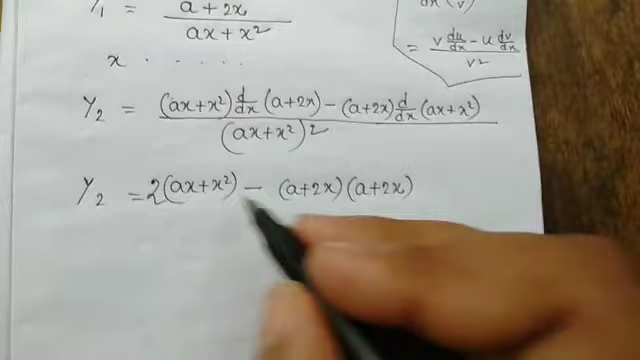 Y₁ = (a + 2x) / (ax + x²)
= (v du/dx - u dv/dx) / v²
x · · · · ·
Y₂ = ((ax+x²) d/dx (a+2x) - (a+2x) d/dx (ax+x²)) / (ax+x²)²
Y₂ = 2(ax+x²) - (a+2x)(a+2x)